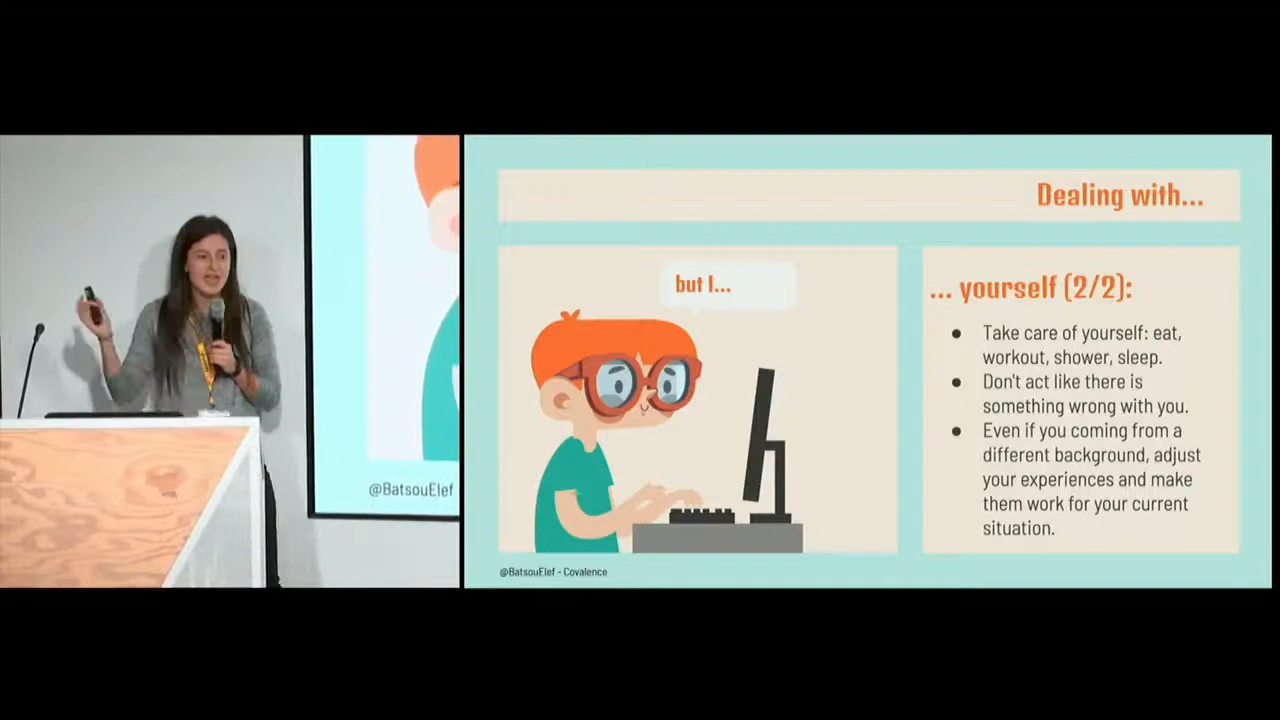 @BatsouElef
Dealing with...
but I...
... yourself (2/2):
● Take care of yourself: eat,
workout, shower, sleep.
● Don't act like there is
something wrong with you.
● Even if you coming from a
different background, adjust
your experiences and make
them work for your current
situation.
@BatsouElef - Covalence